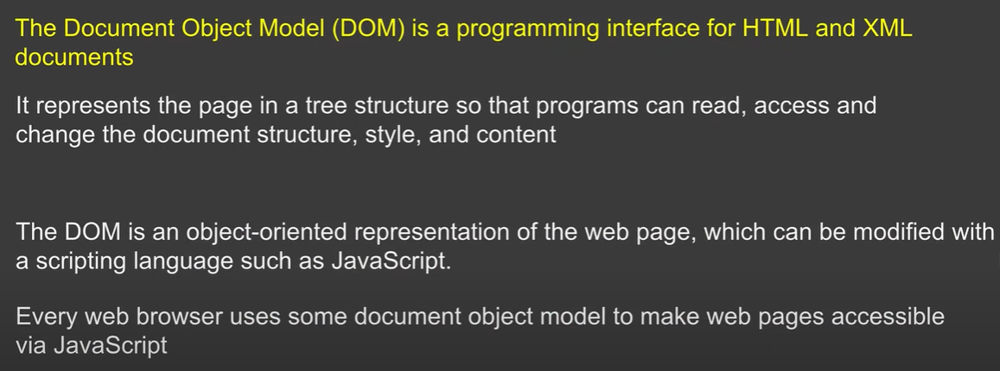 The Document Object Model (DOM) is a programming interface for HTML and XML
documents
It represents the page in a tree structure so that programs can read, access and
change the document structure, style, and content
The DOM is an object-oriented representation of the web page, which can be modified with
a scripting language such as JavaScript.
Every web browser uses some document object model to make web pages accessible
via JavaScript